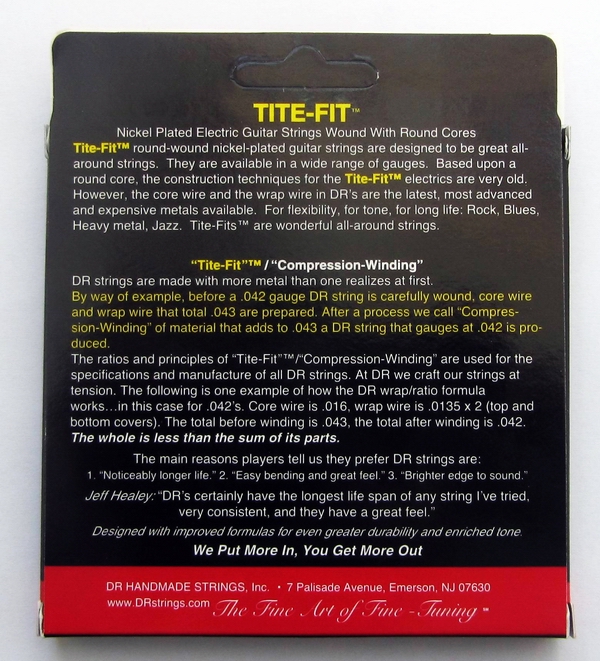 TITE-FIT™
Nickel Plated Electric Guitar Strings Wound With Round Cores
Tite-Fit™ round-wound nickel-plated guitar strings are designed to be great all-
around strings. They are available in a wide range of gauges. Based upon a
round core, the construction techniques for the Tite-Fit™ electrics are very old.
However, the core wire and the wrap wire in DR's are the latest, most advanced
and expensive metals available. For flexibility, for tone, for long life: Rock, Blues,
Heavy metal, Jazz. Tite-Fits™ are wonderful all-around strings.
“Tite-Fit”™ / “Compression-Winding”
DR strings are made with more metal than one realizes at first.
By way of example, before a .042 gauge DR string is carefully wound, core wire
and wrap wire that total .043 are prepared. After a process we call “Compres-
sion-Winding” of material that adds to .043 a DR string that gauges at .042 is pro-
duced.
The ratios and principles of “Tite-Fit”™/“Compression-Winding” are used for the
specifications and manufacture of all DR strings. At DR we craft our strings at
tension. The following is one example of how the DR wrap/ratio formula
works...in this case for .042's. Core wire is .016, wrap wire is .0135 x 2 (top and
bottom covers). The total before winding is .043, the total after winding is .042.
The whole is less than the sum of its parts.
The main reasons players tell us they prefer DR strings are:
1. “Noticeably longer life.” 2. “Easy bending and great feel.” 3. “Brighter edge to sound.”
Jeff Healey: “DR's certainly have the longest life span of any string I've tried,
very consistent, and they have a great feel.”
Designed with improved formulas for even greater durability and enriched tone.
We Put More In, You Get More Out
DR HANDMADE STRINGS, Inc. • 7 Palisade Avenue, Emerson, NJ 07630
www.DRstrings.com The Fine Art of Fine-Tuning ™